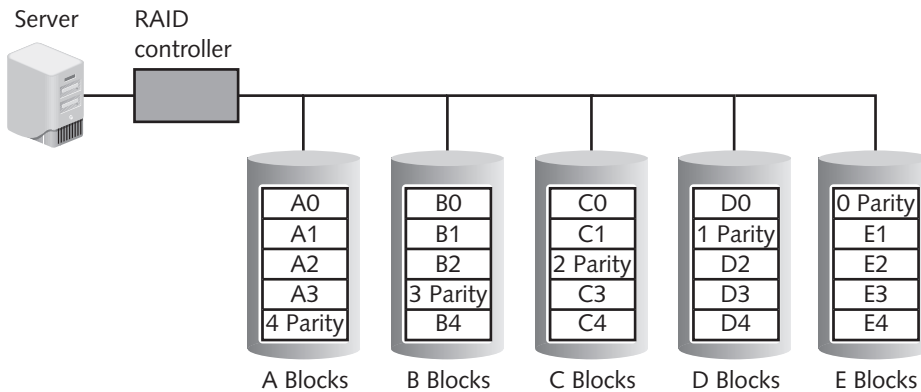 Server
RAID
controller
A0
A1
A2
A3
4 Parity
A Blocks
B0
B1
B2
3 Parity
B4
B Blocks
C0
C1
2 Parity
C3
C4
C Blocks
D0
1 Parity
D2
D3
D4
D Blocks
0 Parity
E1
E2
E3
E4
E Blocks